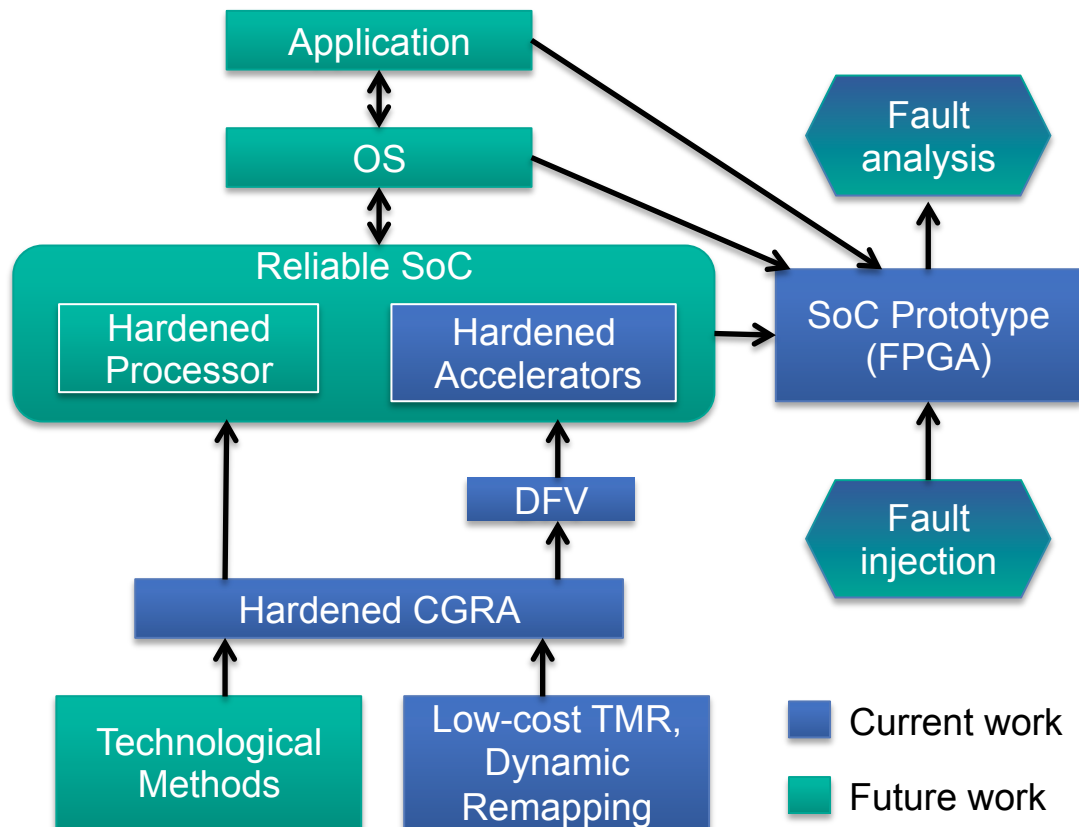 Application
Fault
analysis
OS
Reliable SoC
Hardened
Processor
Hardened
Accelerators
SoC Prototype
(FPGA)
DFV
Fault
injection
Hardened CGRA
Technological
Methods
Low-cost TMR,
Dynamic
Remapping
Current work
Future work